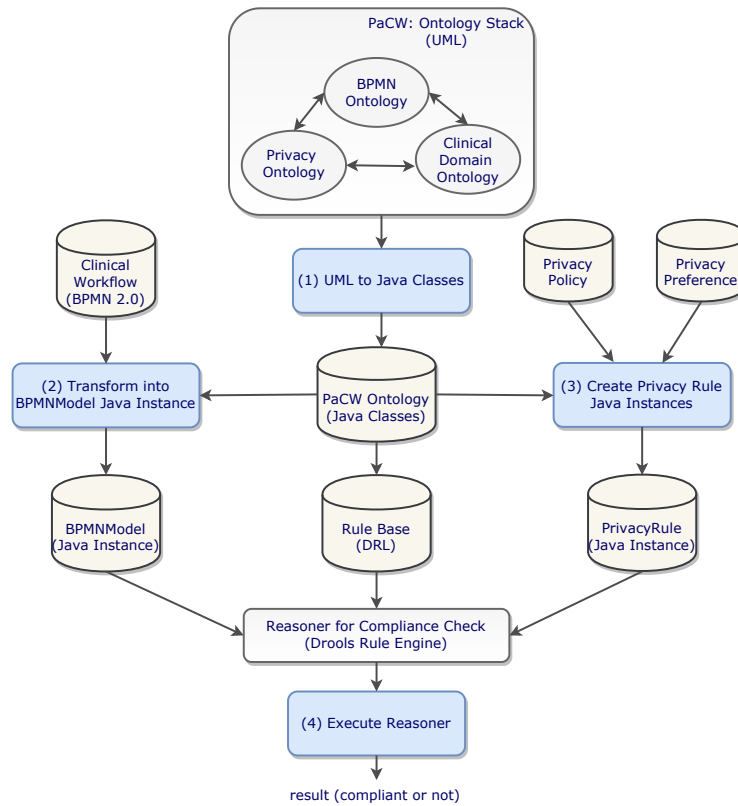 PaCW: Ontology Stack
(UML)
BPMN
Ontology
Privacy
Ontology
Clinical
Domain
Ontology
Clinical
Workflow
(BPMN 2.0)
(1) UML to Java Classes
Privacy
Policy
Privacy
Preference
(2) Transform into
BPMNModel Java Instance
PaCW Ontology
(Java Classes)
(3) Create Privacy Rule
Java Instances
BPMNModel
(Java Instance)
Rule Base
(DRL)
PrivacyRule
(Java Instance)
Reasoner for Compliance Check
(Drools Rule Engine)
(4) Execute Reasoner
result (compliant or not)